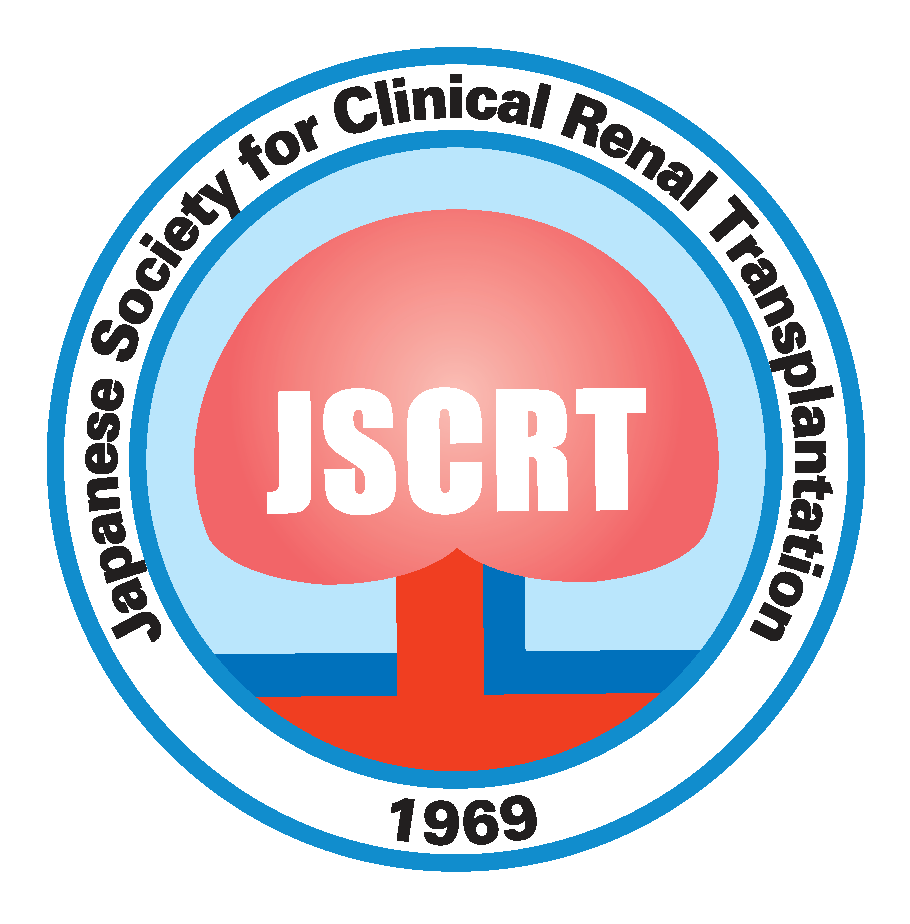 Japanese Society for Clinical Renal Transplantation
JSCRT
1969